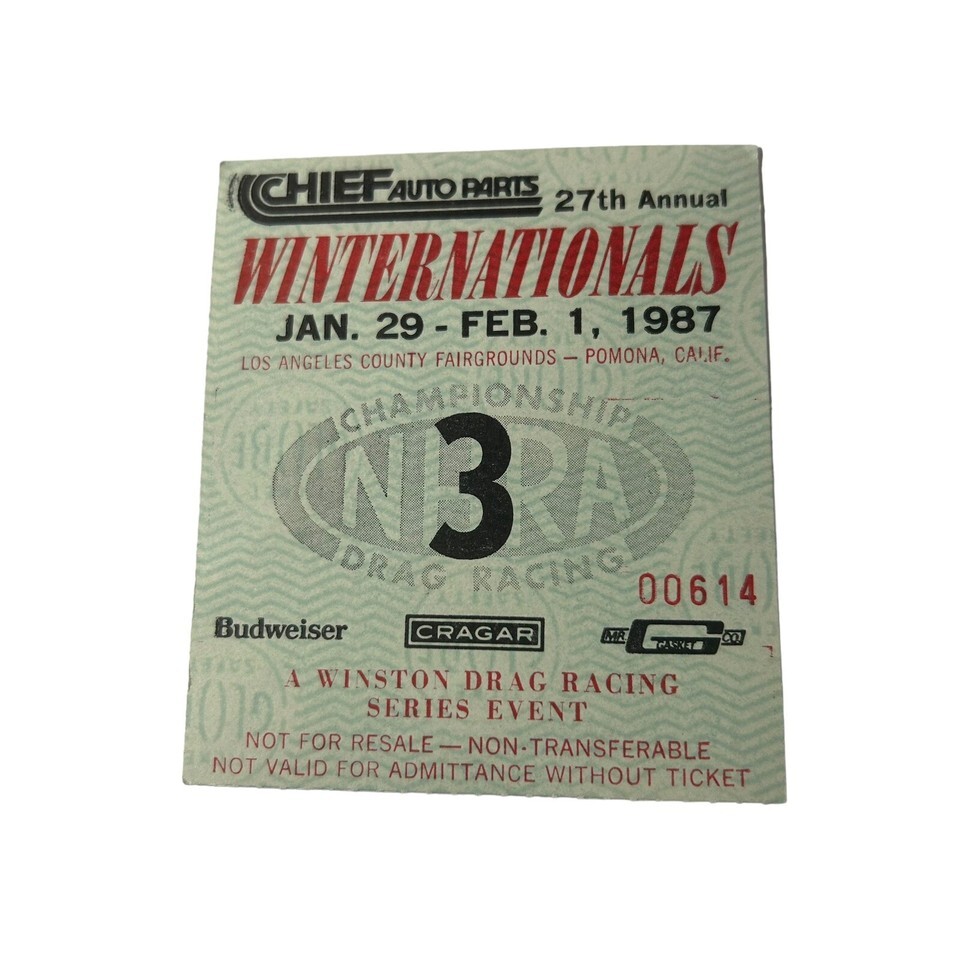 CHIEF AUTO PARTS 27th Annual
WINTERNATIONALS
JAN. 29 - FEB. 1, 1987
LOS ANGELES COUNTY FAIRGROUNDS — POMONA, CALIF.
CHAMPIONSHIP
NHRA
3
DRAG RACING
00614
Budweiser CRAGAR MR. GASKET CO.
A WINSTON DRAG RACING
SERIES EVENT
NOT FOR RESALE — NON-TRANSFERABLE
NOT VALID FOR ADMITTANCE WITHOUT TICKET